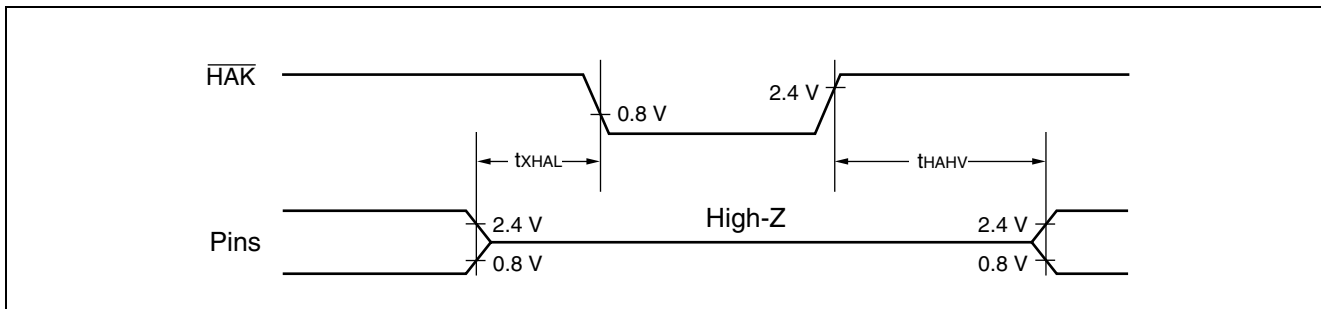 HAK
0.8 V
2.4 V
tXHAL
tHAHV
High-Z
Pins
2.4 V
0.8 V
2.4 V
0.8 V